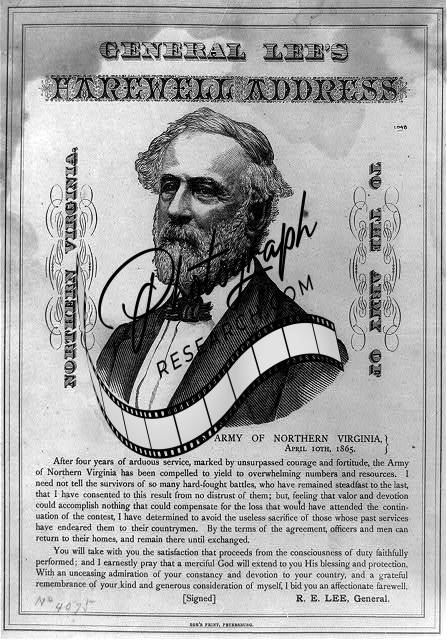 GENERAL LEE'S
FAREWELL ADDRESS
TO THE ARMY OF
NORTHERN VIRGINIA,
Photograph
RESEARCH.COM
ARMY OF NORTHERN VIRGINIA,
APRIL 10TH, 1865.
After four years of arduous service, marked by unsurpassed courage and fortitude, the Army
of Northern Virginia has been compelled to yield to overwhelming numbers and resources. I
need not tell the survivors of so many hard-fought battles, who have remained steadfast to the last,
that I have consented to this result from no distrust of them; but, feeling that valor and devotion
could accomplish nothing that could compensate for the loss that would have attended the contin-
uation of the contest, I have determined to avoid the useless sacrifice of those whose past services
have endeared them to their countrymen. By the terms of the agreement, officers and men can
return to their homes, and remain there until exchanged.
You will take with you the satisfaction that proceeds from the consciousness of duty faithfully
performed; and I earnestly pray that a merciful God will extend to you His blessing and protection.
With an unceasing admiration of your constancy and devotion to your country, and a grateful
remembrance of your kind and generous consideration of myself, I bid you an affectionate farewell.
[Signed] R. E. LEE, General.
No 4075
PRINT, PETERSBURG.